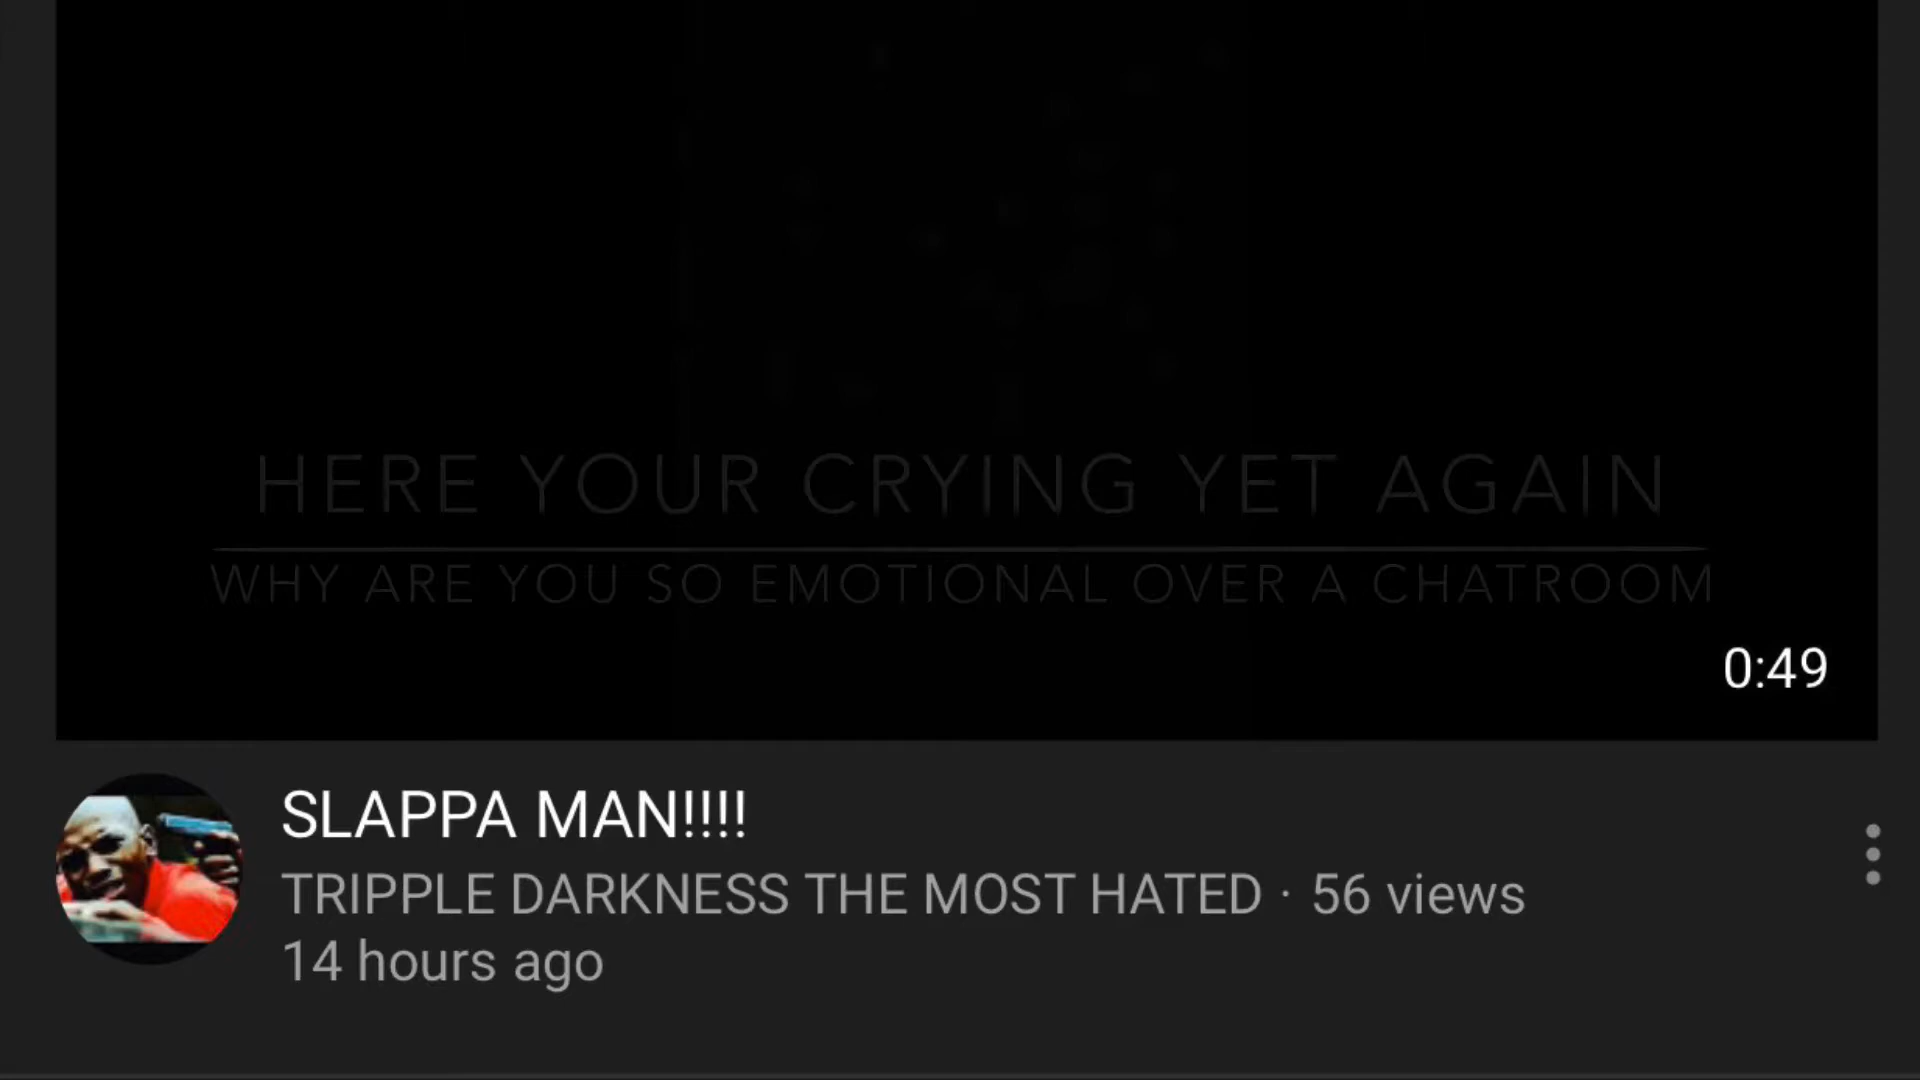 HERE YOUR CRYING YET AGAIN
WHY ARE YOU SO EMOTIONAL OVER A CHATROOM
0:49
SLAPPA MAN!!!!
TRIPPLE DARKNESS THE MOST HATED · 56 views
14 hours ago